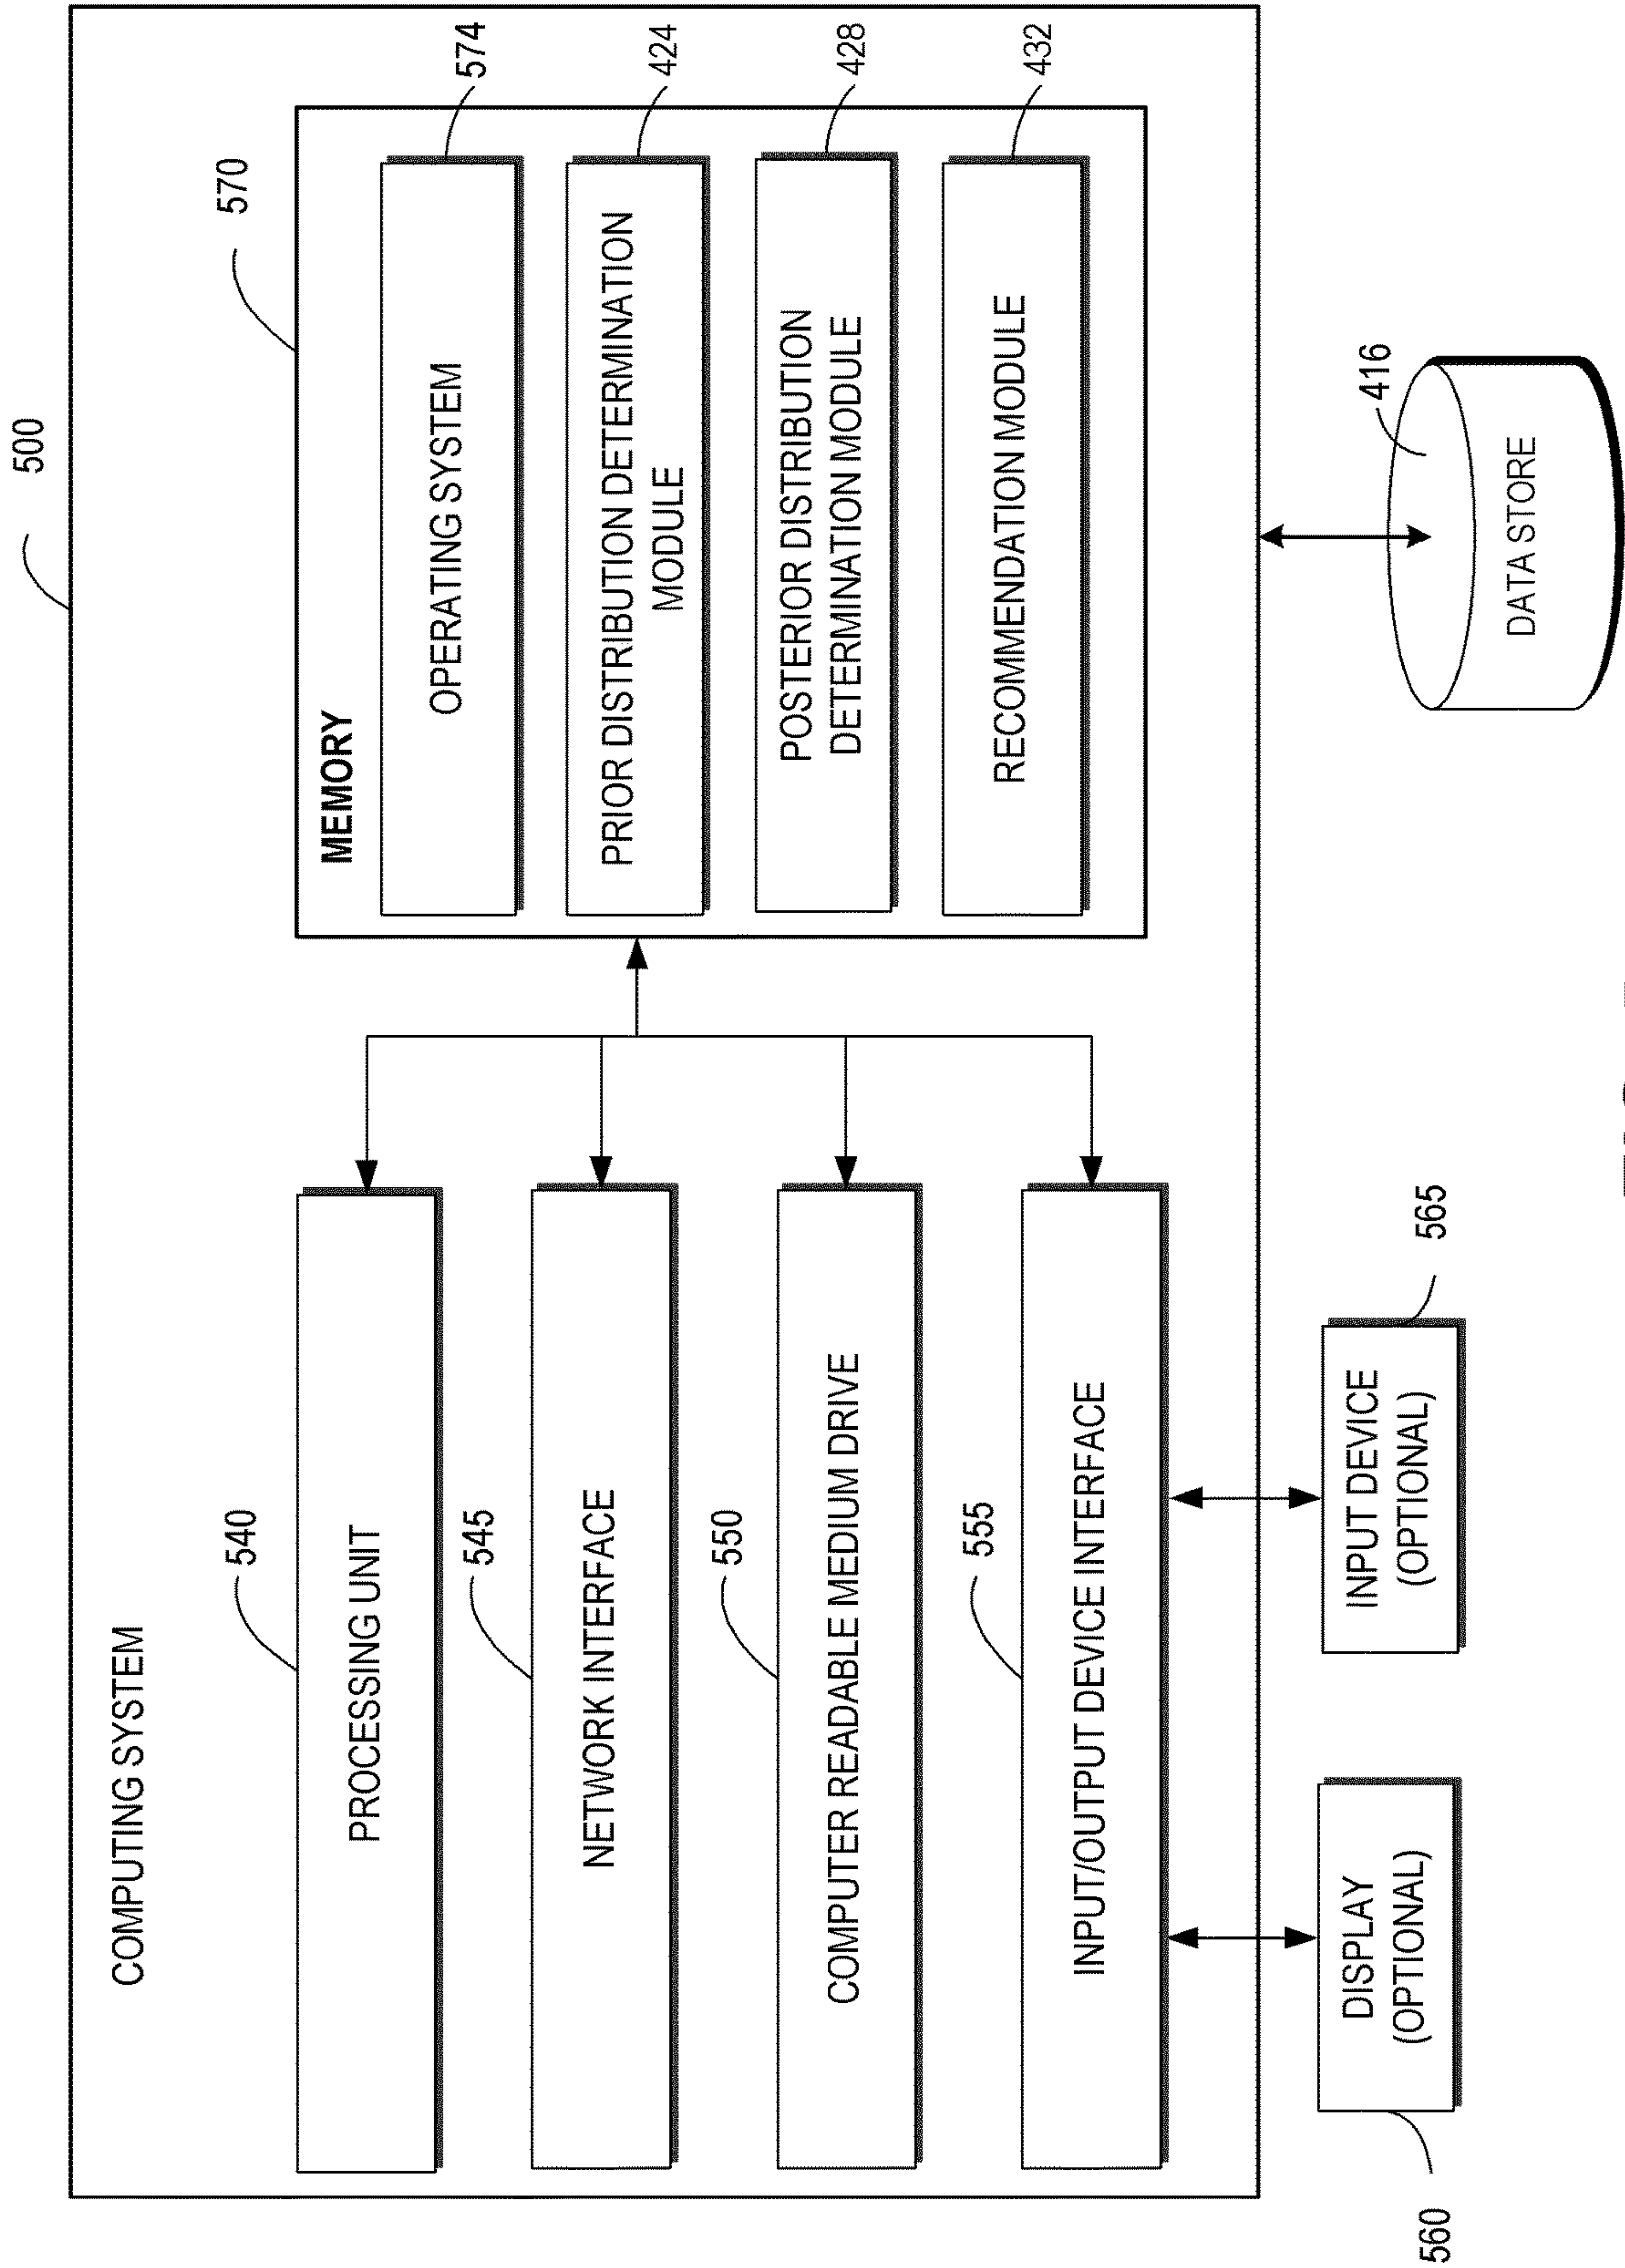 500
COMPUTING SYSTEM
540
PROCESSING UNIT
545
NETWORK INTERFACE
550
COMPUTER READABLE MEDIUM DRIVE
555
INPUT/OUTPUT DEVICE INTERFACE
570
MEMORY
OPERATING SYSTEM
574
PRIOR DISTRIBUTION DETERMINATION
MODULE
424
POSTERIOR DISTRIBUTION
DETERMINATION MODULE
428
RECOMMENDATION MODULE
432
560
DISPLAY
(OPTIONAL)
INPUT DEVICE
(OPTIONAL)
565
416
DATA STORE